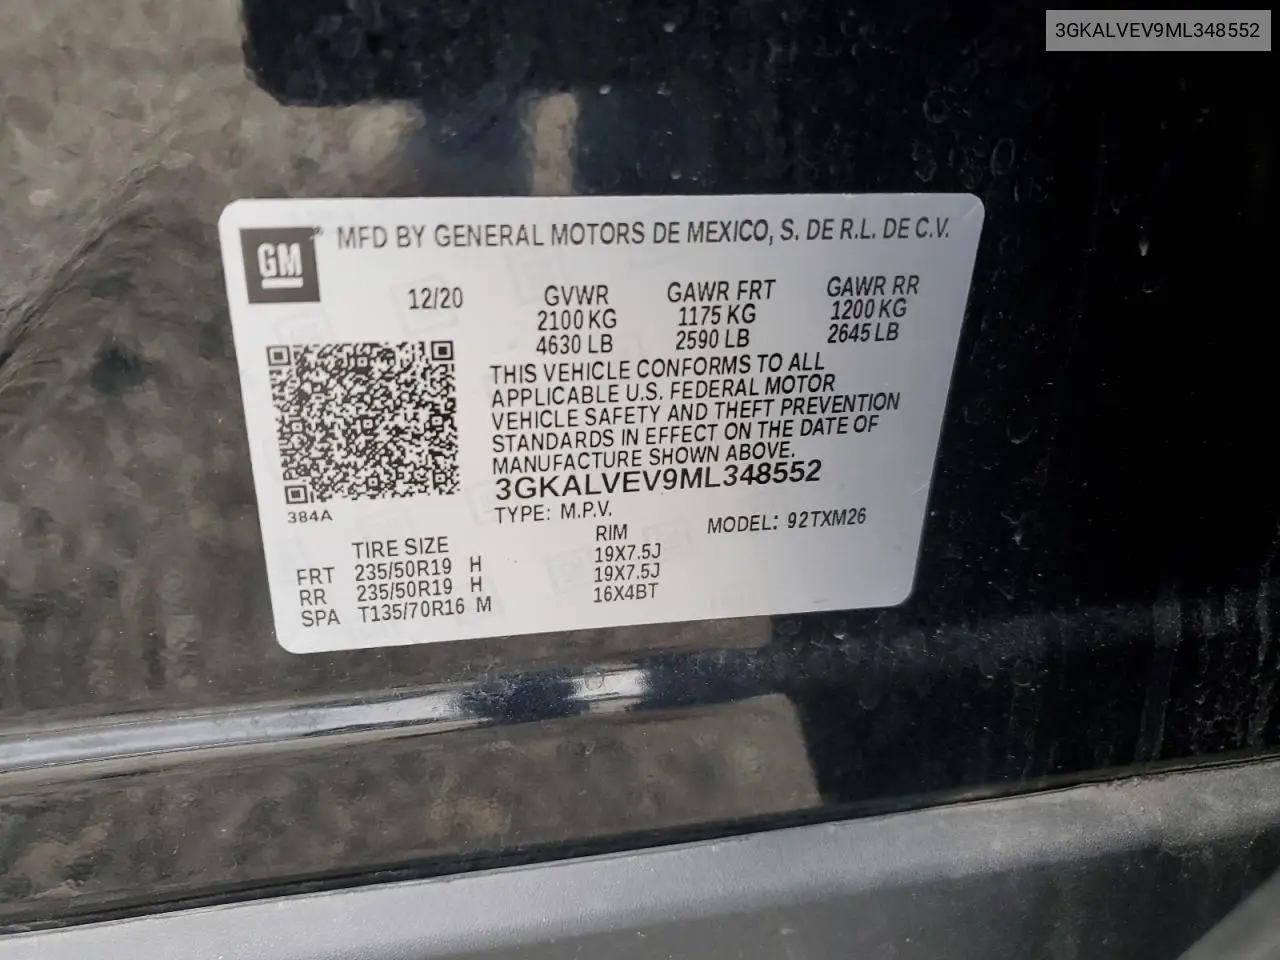 3GKALVEV9ML348552
GM
MFD BY GENERAL MOTORS DE MEXICO, S. DE R.L. DE C.V.
12/20 GVWR GAWR FRT GAWR RR
2100 KG 1175 KG 1200 KG
4630 LB 2590 LB 2645 LB
THIS VEHICLE CONFORMS TO ALL
APPLICABLE U.S. FEDERAL MOTOR
VEHICLE SAFETY AND THEFT PREVENTION
STANDARDS IN EFFECT ON THE DATE OF
MANUFACTURE SHOWN ABOVE.
3GKALVEV9ML348552
384A
TYPE: M.P.V. MODEL: 92TXM26
TIRE SIZE RIM
FRT 235/50R19 H 19X7.5J
RR 235/50R19 H 19X7.5J
SPA T135/70R16 M 16X4BT